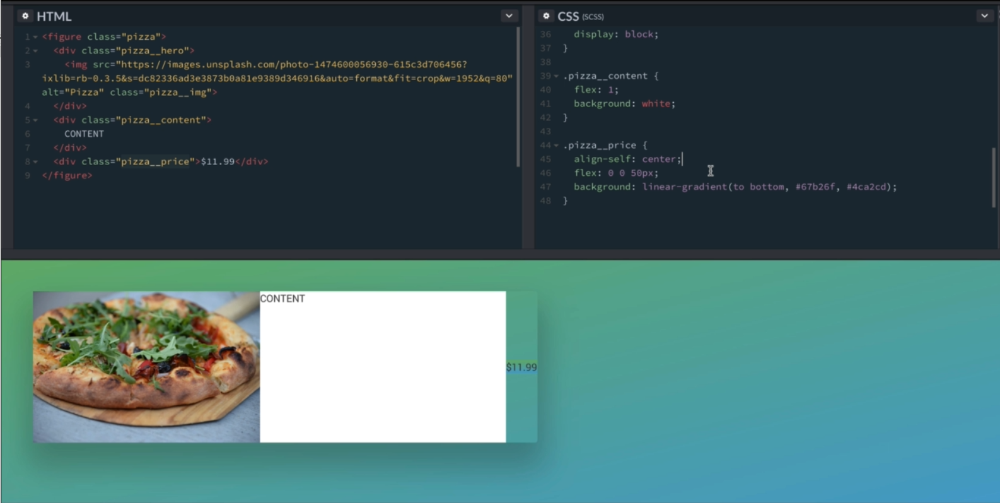 HTML
1 <figure class="pizza">
2 <div class="pizza__hero">
3 <img src="https://images.unsplash.com/photo-1474600056930-615c3d706456?
ixlib=rb-0.3.5&s=dc82336ad3e3873b0a81e9389d346916&auto=format&fit=crop&w=1952&q=80"
alt="Pizza" class="pizza__img">
4 </div>
5 <div class="pizza__content">
6 CONTENT
7 </div>
8 <div class="pizza__price">$11.99</div>
9 </figure>
CSS (SCSS)
36 display: block;
37 }
38
39 .pizza__content {
40 flex: 1;
41 background: white;
42 }
43
44 .pizza__price {
45 align-self: center;
46 flex: 0 0 50px;
47 background: linear-gradient(to bottom, #67b26f, #4ca2cd);
48 }
CONTENT
$11.99